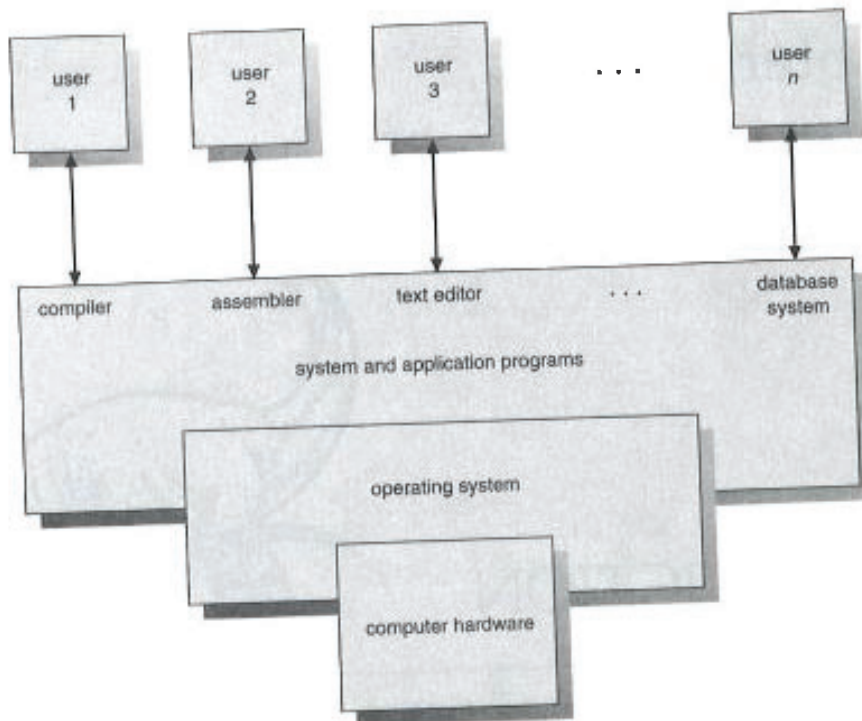 user
1
user
2
user
3
. . .
user
n
compiler
assembler
text editor
. . .
database
system
system and application programs
operating system
computer hardware